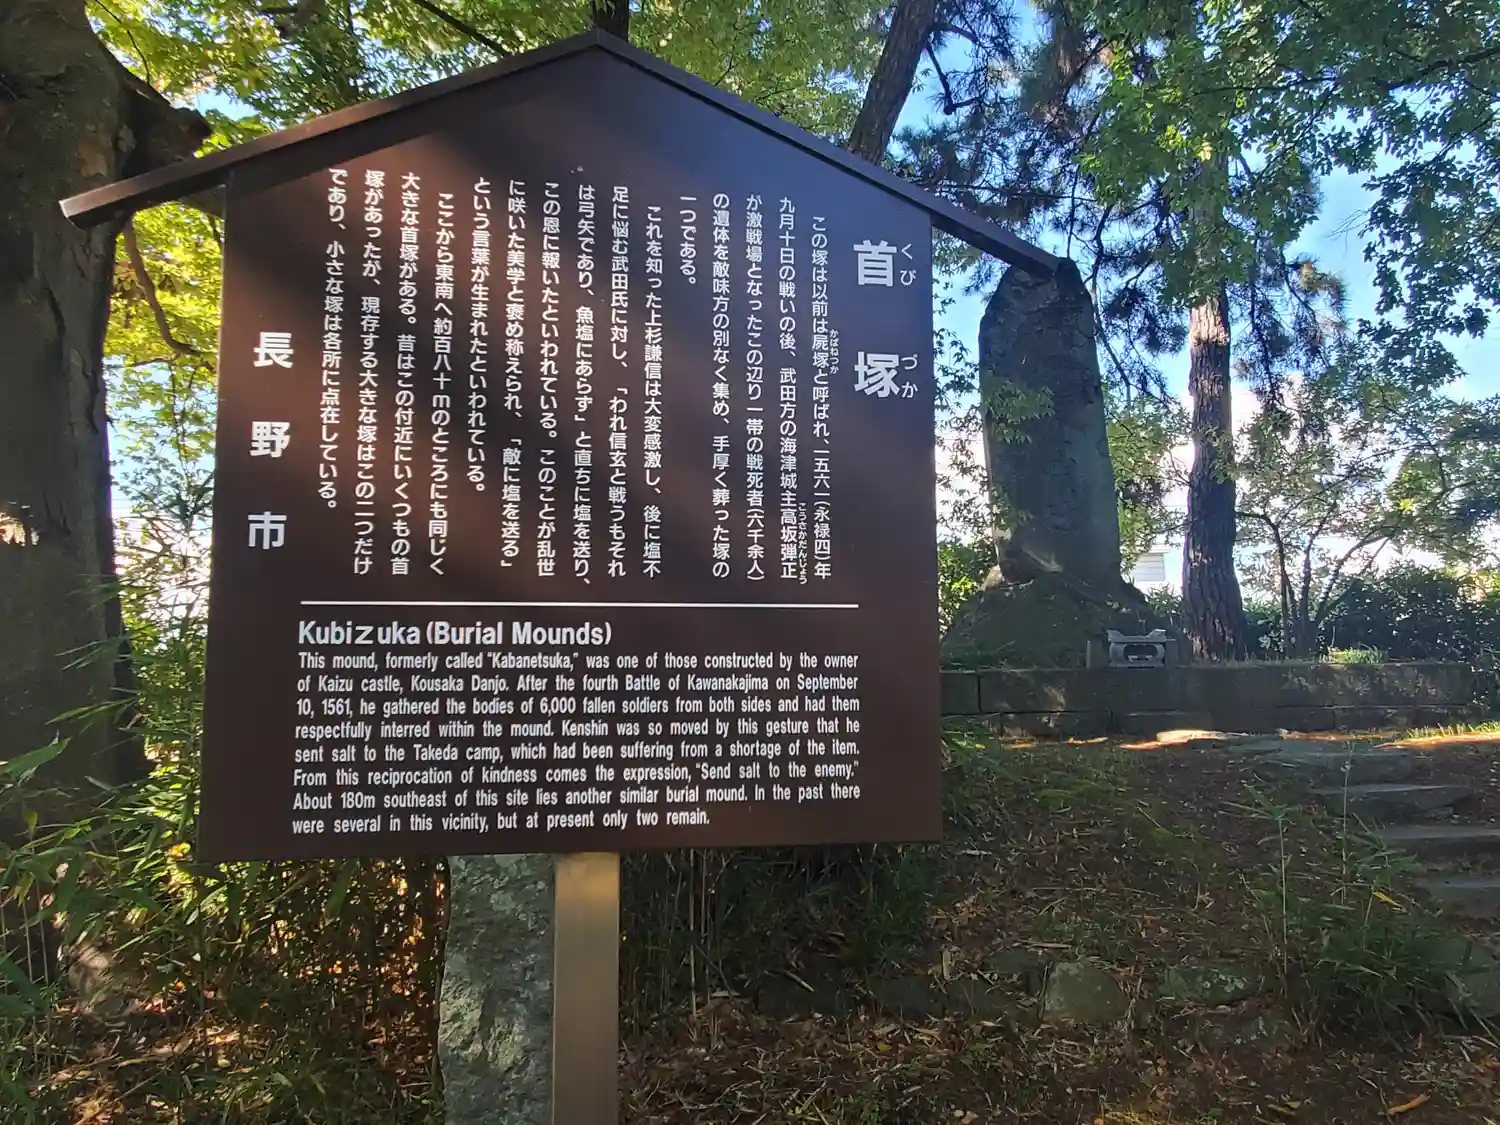 首塚
くびづか
この塚は以前は屍塚と呼ばれ、一五六一(永禄四)年
かばねつか
九月十日の戦いの後、武田方の海津城主高坂弾正
こうさかだんじょう
が激戦場となったこの辺り一帯の戦死者(六千余人)
の遺体を敵味方の別なく集め、手厚く葬った塚の
一つである。
これを知った上杉謙信は大変感激し、後に塩不
足に悩む武田氏に対し、「われ信玄と戦うもそれ
は弓矢であり、魚塩にあらず」と直ちに塩を送り、
この恩に報いたといわれている。このことが乱世
に咲いた美学と褒め称えられ、「敵に塩を送る」
という言葉が生まれたといわれている。
ここから東南へ約百八十mのところにも同じく
大きな首塚がある。昔はこの付近にいくつもの首
塚があったが、現存する大きな塚はこの二つだけ
であり、小さな塚は各所に点在している。
長野市
Kubizuka (Burial Mounds)
This mound, formerly called "Kabanetsuka," was one of those constructed by the owner
of Kaizu castle, Kousaka Danjo. After the fourth Battle of Kawanakajima on September
10, 1561, he gathered the bodies of 6,000 fallen soldiers from both sides and had them
respectfully interred within the mound. Kenshin was so moved by this gesture that he
sent salt to the Takeda camp, which had been suffering from a shortage of the item.
From this reciprocation of kindness comes the expression, "Send salt to the enemy."
About 180m southeast of this site lies another similar burial mound. In the past there
were several in this vicinity, but at present only two remain.